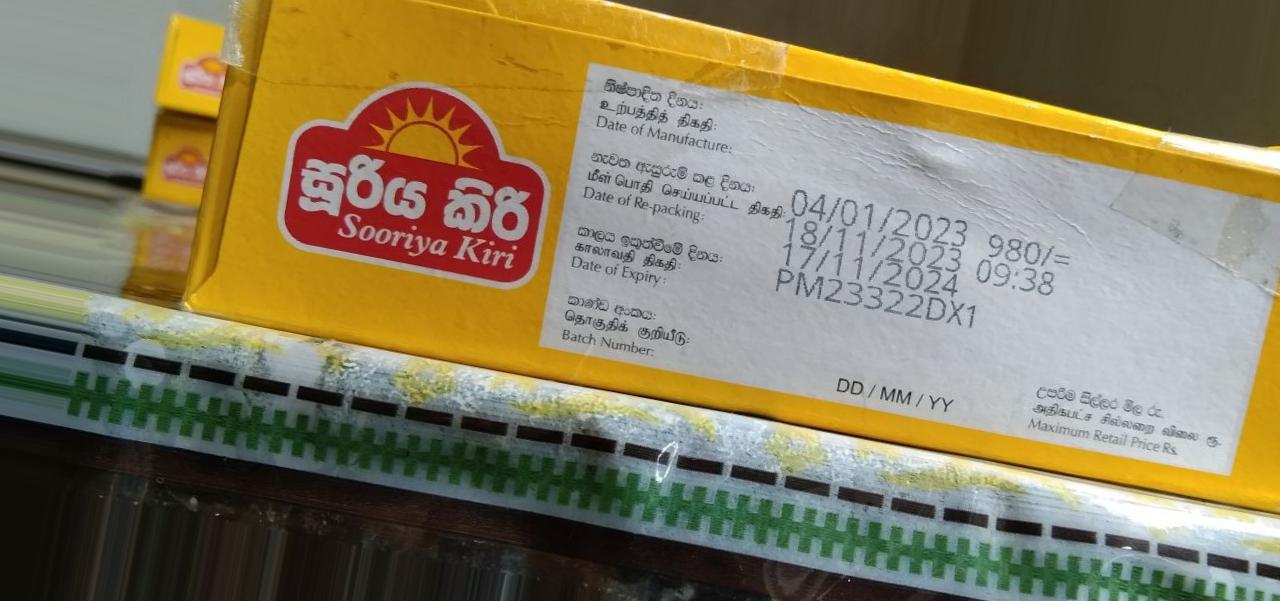 සූරිය කිරි
Sooriya Kiri
නිෂ්පාදිත දිනය:
உற்பத்தித் திகதி:
Date of Manufacture:
නැවත ඇසුරුම් කළ දිනය:
மீள் பொதி செய்யப்பட்ட திகதி:
Date of Re-packing:
කාලය ඉකුත්වීමේ දිනය:
காலாவதி திகதி:
Date of Expiry:
කාණ්ඩ අංකය:
தொகுதிக் குறியீடு:
Batch Number:
04/01/2023 980/=
18/11/2023 09:38
17/11/2024
PM23322DX1
DD / MM / YY
උපරිම සිල්ලර මිල රු.
அதிகபட்ச சில்லறை விலை ரூ.
Maximum Retail Price Rs.